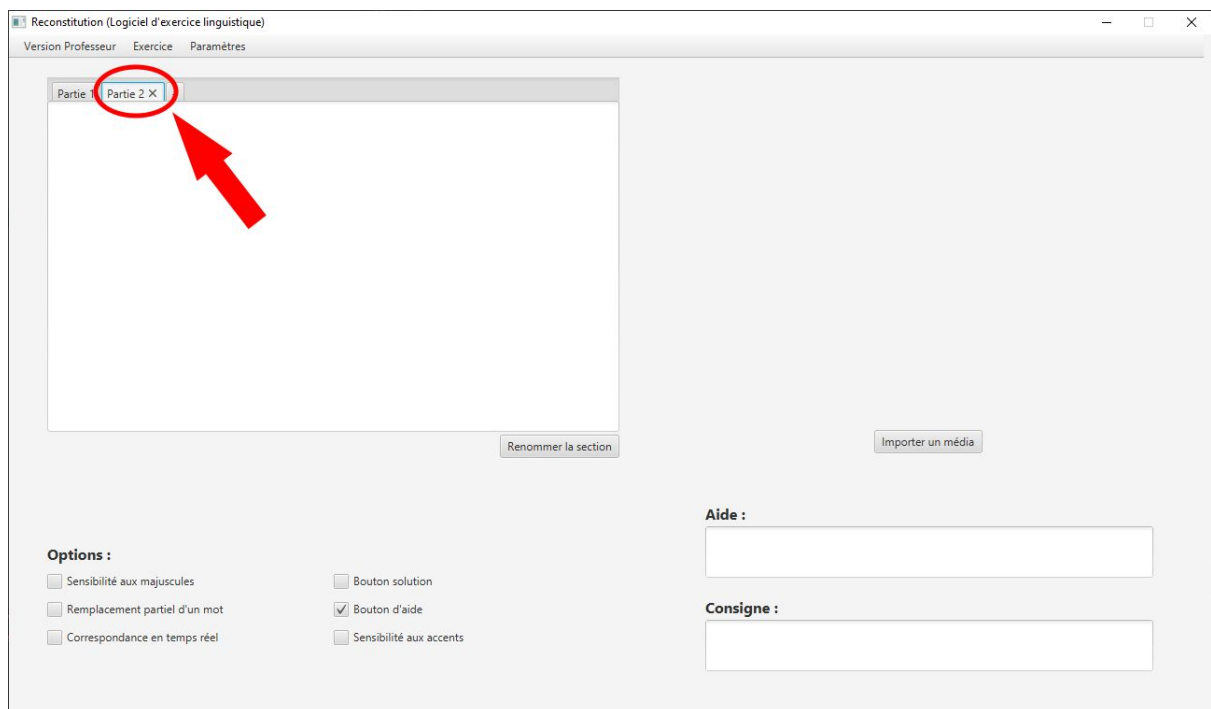 Reconstitution (Logiciel d'exercice linguistique)
Version Professeur Exercice Paramètres
Partie 1 Partie 2
Renommer la section
Importer un média
Aide :
Options :
Sensibilité aux majuscules Bouton solution
Remplacement partiel d'un mot Bouton d'aide
Correspondance en temps réel Sensibilité aux accents
Consigne :